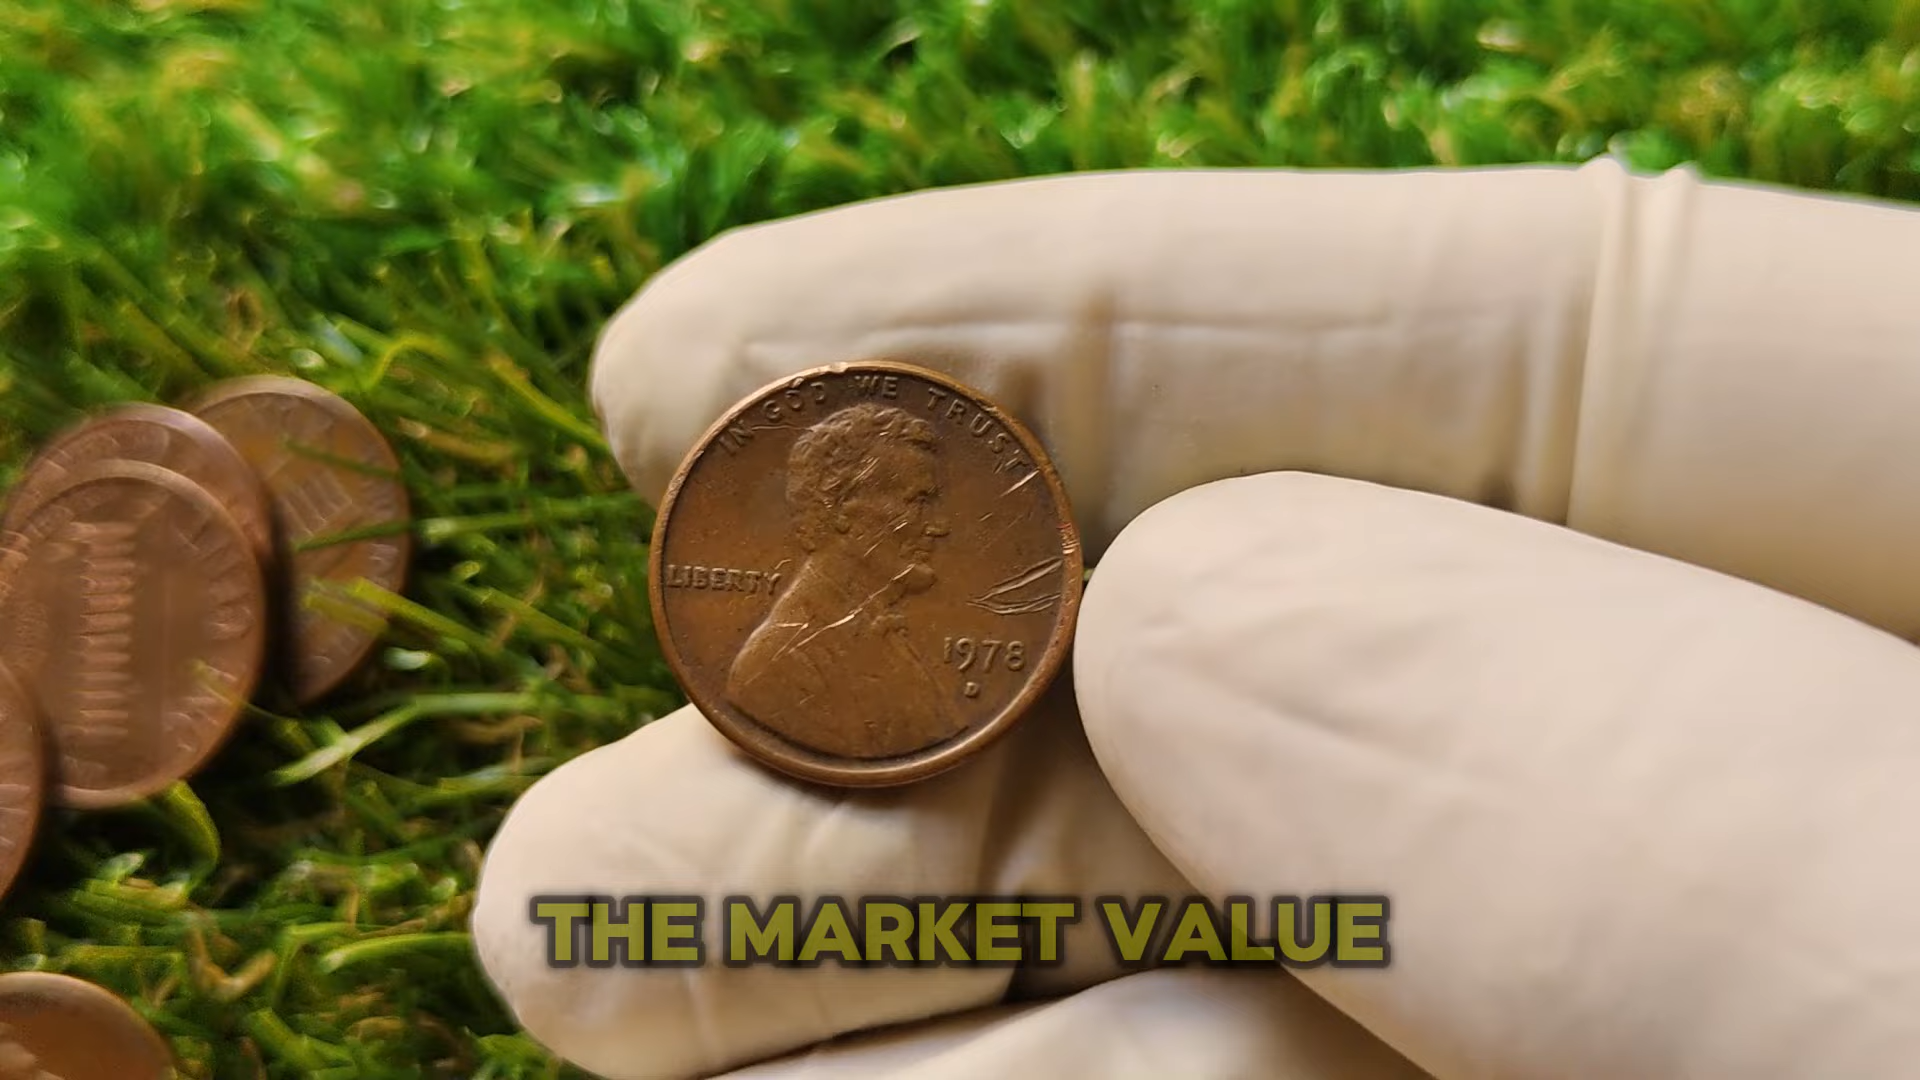 IN GOD WE TRUST
LIBERTY
1978
D
THE MARKET VALUE